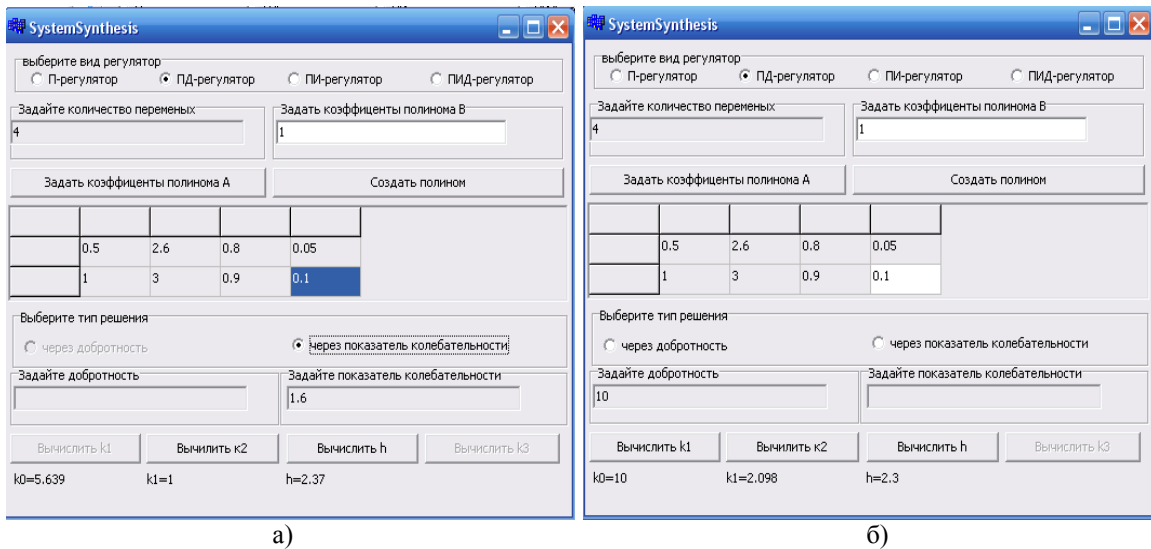 SystemSynthesis
выберите вид регулятор
П-регулятор ПД-регулятор ПИ-регулятор ПИД-регулятор
Задайте количество переменых Задать коэффиценты полинома В
4 1
Задать коэффиценты полинома А Создать полином
0.5 2.6 0.8 0.05
1 3 0.9 0.1
Выберите тип решения
через добротность через показатель колебательности
Задайте добротность Задайте показатель колебательности
1.6
Вычислить k1 Вычилить к2 Вычислить h Вычислить k3
k0=5.639 k1=1 h=2.37
а)
SystemSynthesis
выберите вид регулятор
П-регулятор ПД-регулятор ПИ-регулятор ПИД-регулятор
Задайте количество переменых Задать коэффиценты полинома В
4 1
Задать коэффиценты полинома А Создать полином
0.5 2.6 0.8 0.05
1 3 0.9 0.1
Выберите тип решения
через добротность через показатель колебательности
Задайте добротность Задайте показатель колебательности
10
Вычислить k1 Вычилить к2 Вычислить h Вычислить k3
k0=10 k1=2.098 h=2.3
б)